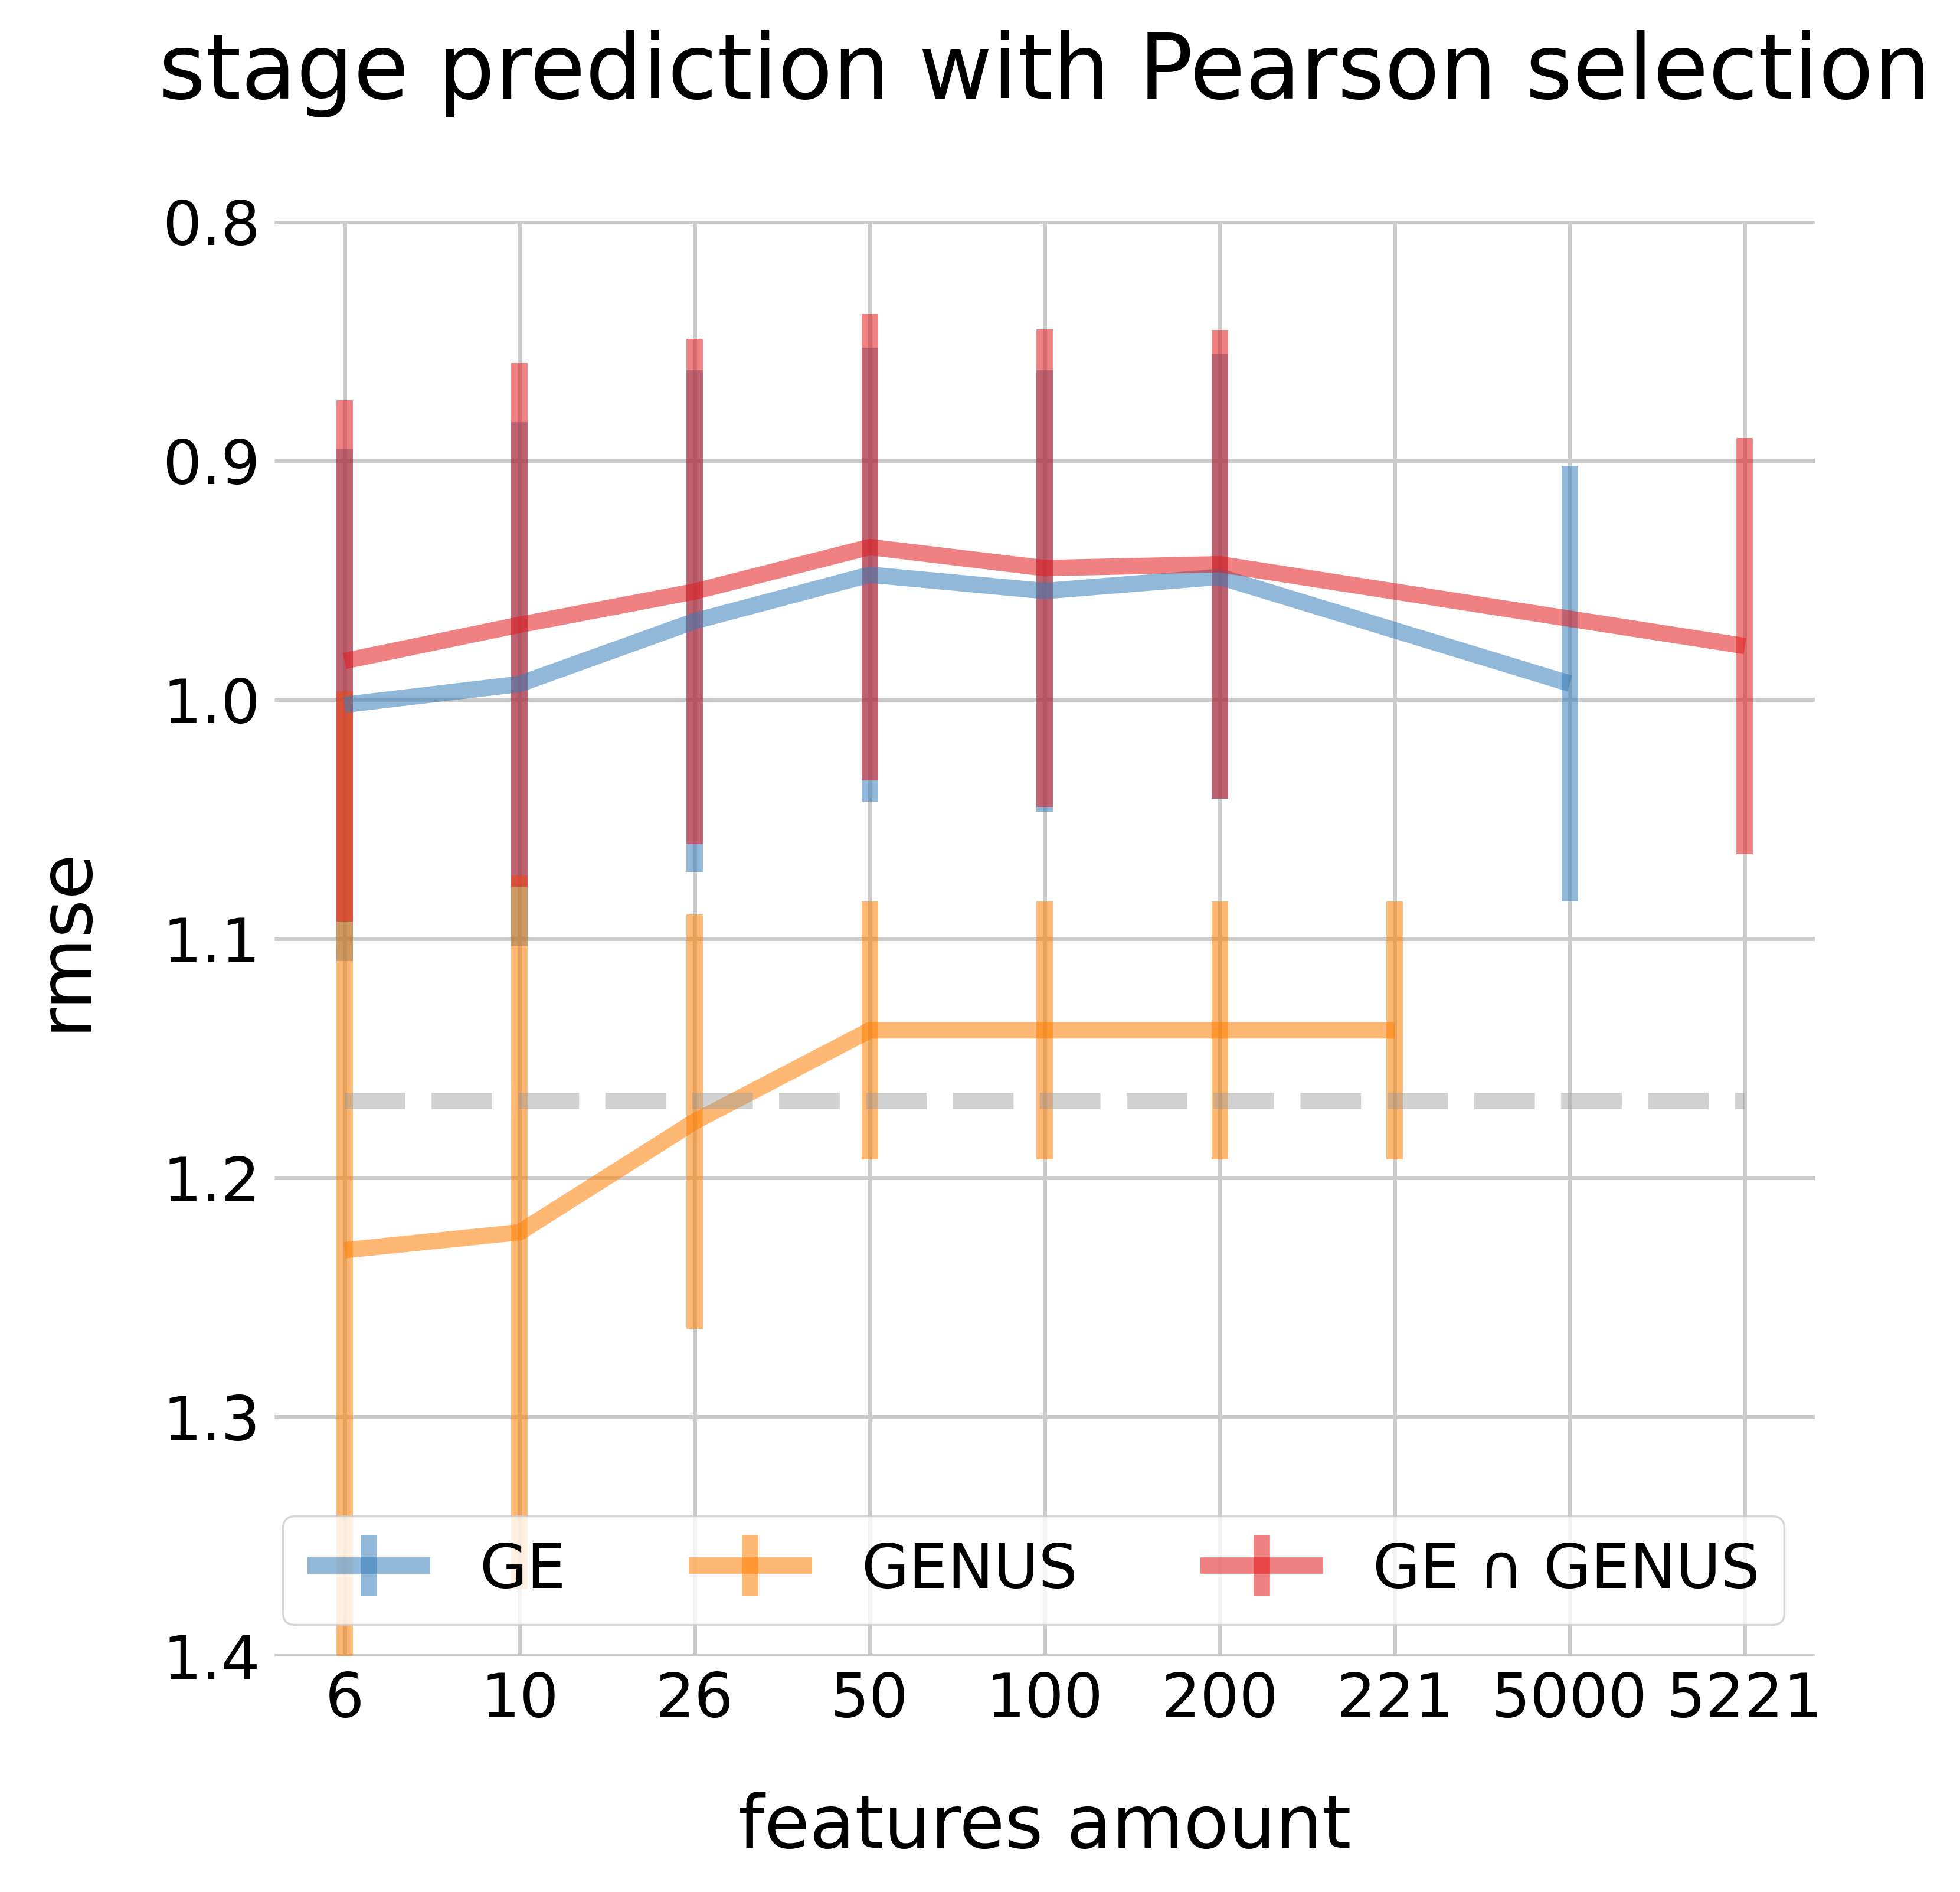 stage prediction with Pearson selection
0.8
0.9
1.0
1.1
1.2
1.3
1.4
rmse
GE GENUS GE ∩ GENUS
6 10 26 50 100 200 221 5000 5221
features amount